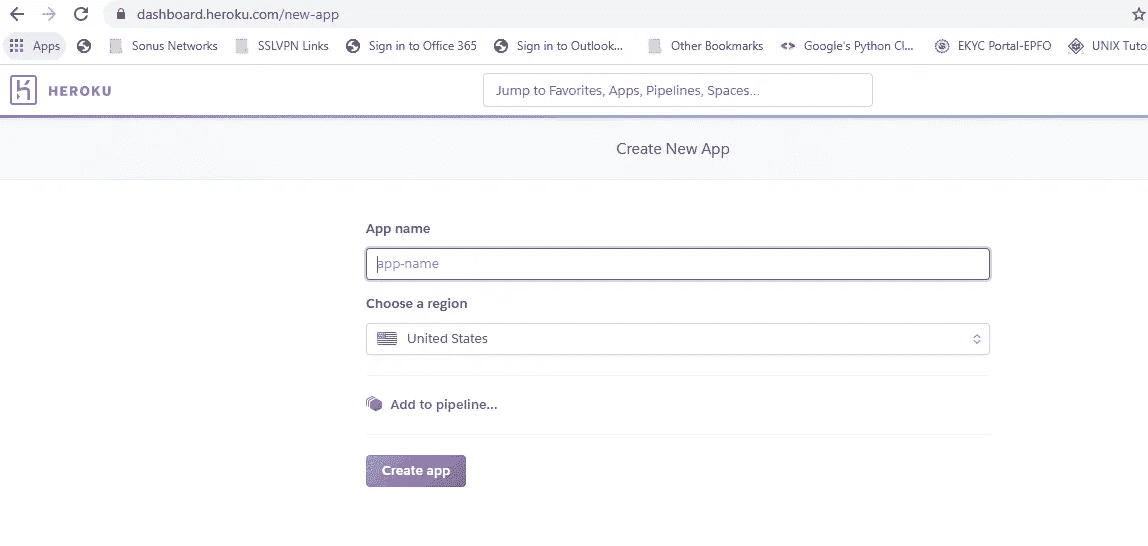 dashboard.heroku.com/new-app
Apps Sonus Networks SSLVPN Links Sign in to Office 365 Sign in to Outlook... Other Bookmarks Google's Python Cl... EKYC Portal-EPFO UNIX Tuto
HEROKU Jump to Favorites, Apps, Pipelines, Spaces...
Create New App
App name
app-name
Choose a region
United States
Add to pipeline...
Create app